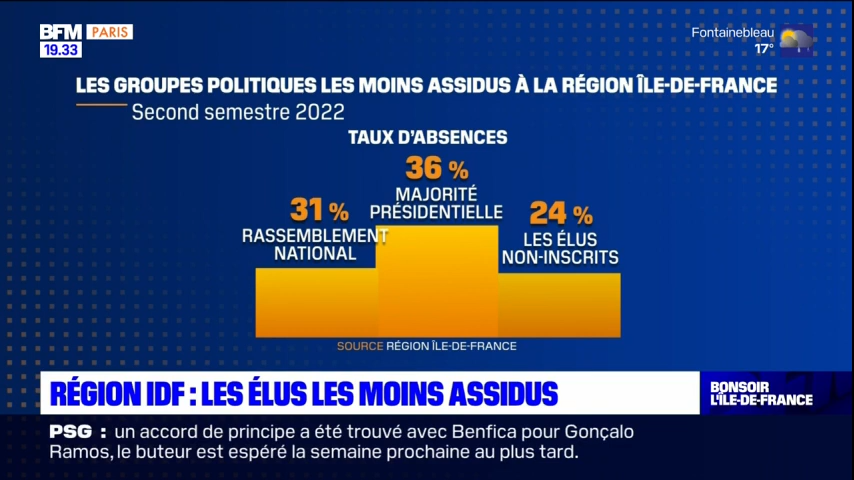 BFM PARIS
19.33
Fontainebleau
17°
LES GROUPES POLITIQUES LES MOINS ASSIDUS À LA RÉGION ÎLE-DE-FRANCE
Second semestre 2022
TAUX D'ABSENCES
36 %
MAJORITÉ
PRÉSIDENTIELLE
31 %
RASSEMBLEMENT
NATIONAL
24 %
LES ÉLUS
NON-INSCRITS
SOURCE RÉGION ÎLE-DE-FRANCE
RÉGION IDF : LES ÉLUS LES MOINS ASSIDUS
BONSOIR
L'ÎLE-DE-FRANCE
PSG : un accord de principe a été trouvé avec Benfica pour Gonçalo
Ramos, le buteur est espéré la semaine prochaine au plus tard.